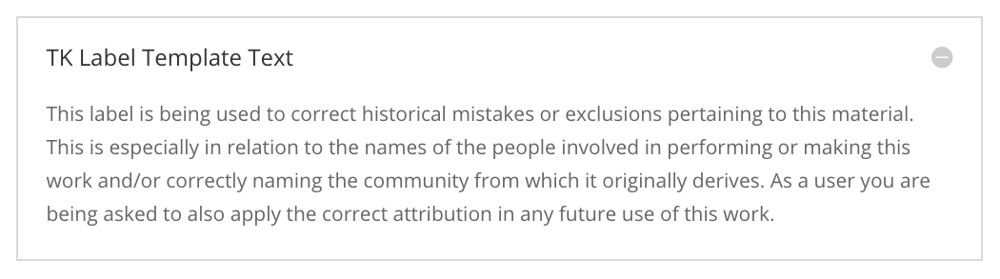 TK Label Template Text
This label is being used to correct historical mistakes or exclusions pertaining to this material.
This is especially in relation to the names of the people involved in performing or making this
work and/or correctly naming the community from which it originally derives. As a user you are
being asked to also apply the correct attribution in any future use of this work.